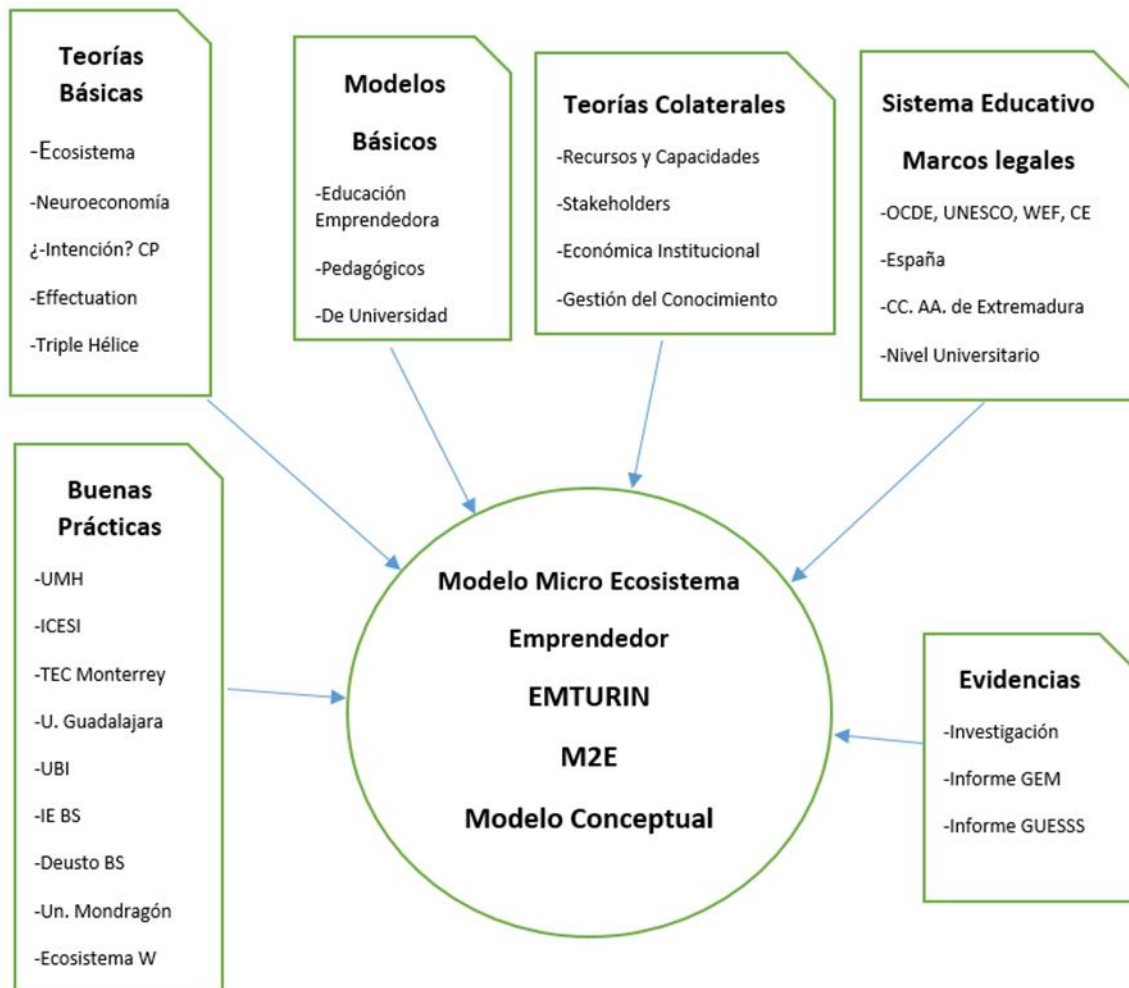 Teorías
Básicas
-Ecosistema
-Neuroeconomía
¿-Intención? CP
-Effectuation
-Triple Hélice
Modelos
Básicos
-Educación
Emprendedora
-Pedagógicos
-De Universidad
Teorías Colaterales
-Recursos y Capacidades
-Stakeholders
-Económica Institucional
-Gestión del Conocimiento
Sistema Educativo
Marcos legales
-OCDE, UNESCO, WEF, CE
-España
-CC. AA. de Extremadura
-Nivel Universitario
Buenas
Prácticas
-UMH
-ICESI
-TEC Monterrey
-U. Guadalajara
-UBI
-IE BS
-Deusto BS
-Un. Mondragón
-Ecosistema W
Modelo Micro Ecosistema
Emprendedor
EMTURIN
M2E
Modelo Conceptual
Evidencias
-Investigación
-Informe GEM
-Informe GUESSS